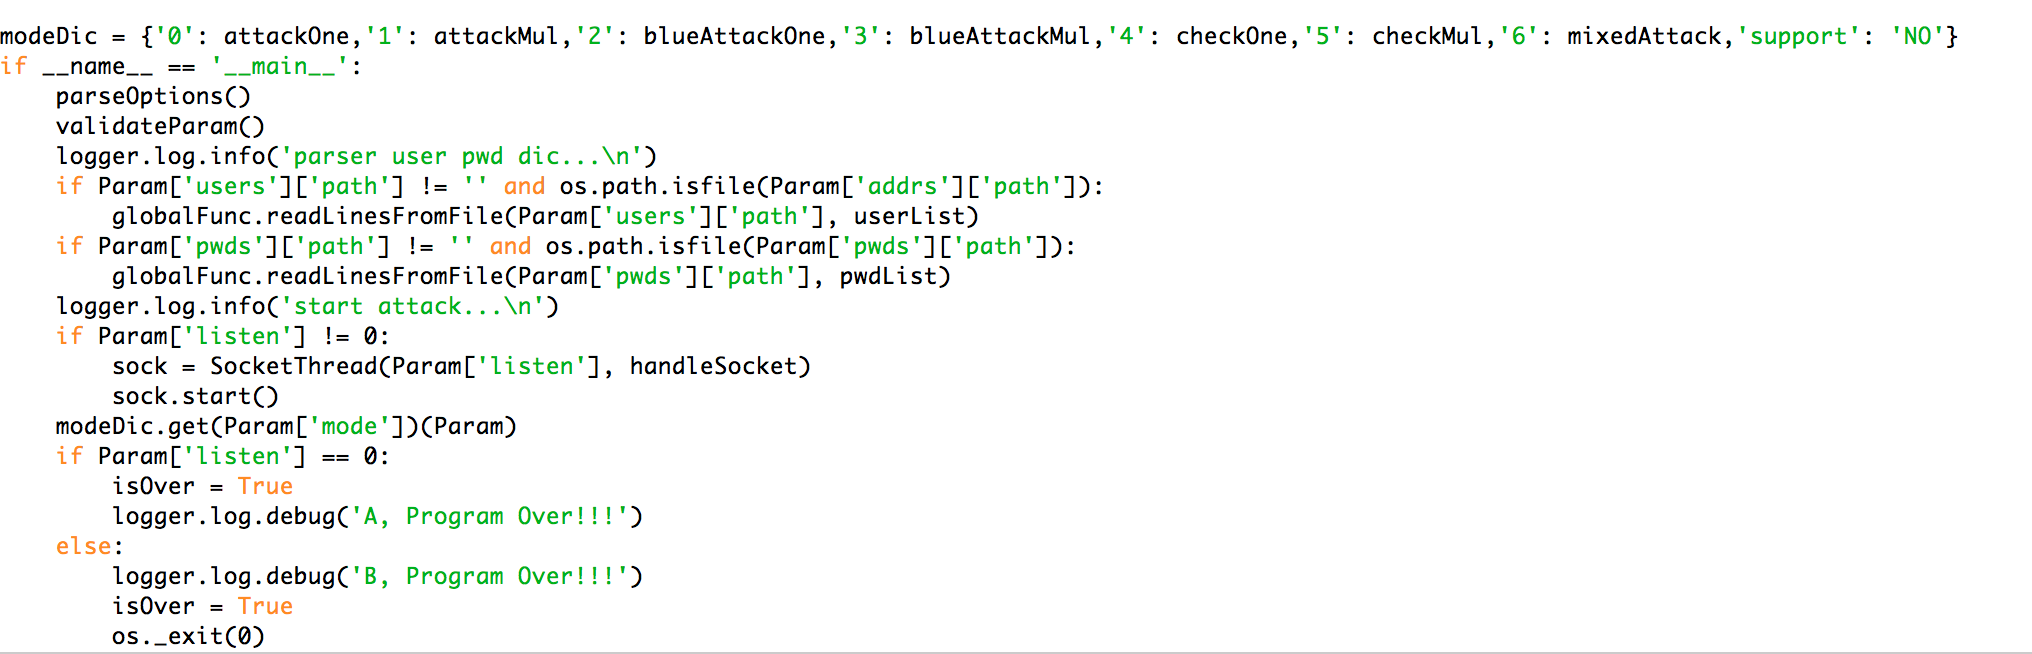 modeDic = {'0': attackOne,'1': attackMul,'2': blueAttackOne,'3': blueAttackMul,'4': checkOne,'5': checkMul,'6': mixedAttack,'support': 'NO'}
if __name__ == '__main__':
    parseOptions()
    validateParam()
    logger.log.info('parser user pwd dic...\n')
    if Param['users']['path'] != '' and os.path.isfile(Param['addrs']['path']):
        globalFunc.readLinesFromFile(Param['users']['path'], userList)
    if Param['pwds']['path'] != '' and os.path.isfile(Param['pwds']['path']):
        globalFunc.readLinesFromFile(Param['pwds']['path'], pwdList)
    logger.log.info('start attack...\n')
    if Param['listen'] != 0:
        sock = SocketThread(Param['listen'], handleSocket)
        sock.start()
    modeDic.get(Param['mode'])(Param)
    if Param['listen'] == 0:
        isOver = True
        logger.log.debug('A, Program Over!!!')
    else:
        logger.log.debug('B, Program Over!!!')
        isOver = True
        os._exit(0)